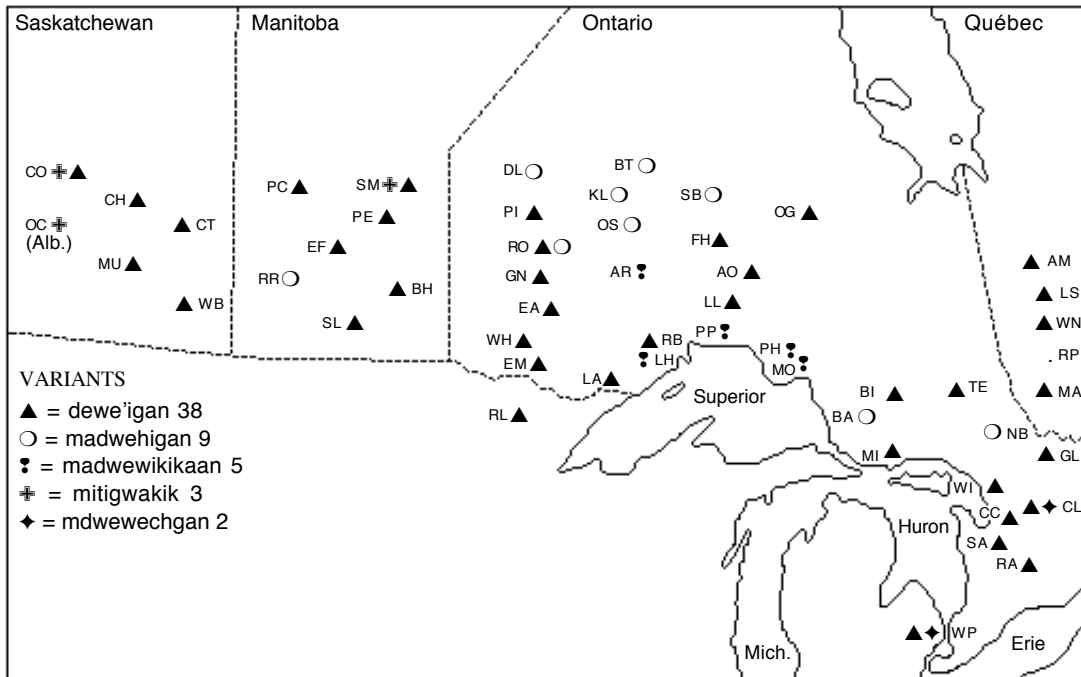 Saskatchewan
Manitoba
Ontario
Québec
CO
CH
OC
(Alb.)
CT
MU
WB
PC
SM
PE
EF
RR
BH
SL
DL
BT
KL
SB
PI
OS
OG
RO
FH
GN
AR
AO
EA
LL
WH
RB
PP
LH
PH
MO
EM
LA
RL
AM
LS
WN
RP
MA
BI
TE
BA
NB
MI
GL
WI
CL
CC
SA
RA
WP
Superior
Huron
Mich.
Erie
VARIANTS
= dewe'igan 38
= madwehigan 9
= madwewikikaan 5
= mitigwakik 3
= mdwewechgan 2